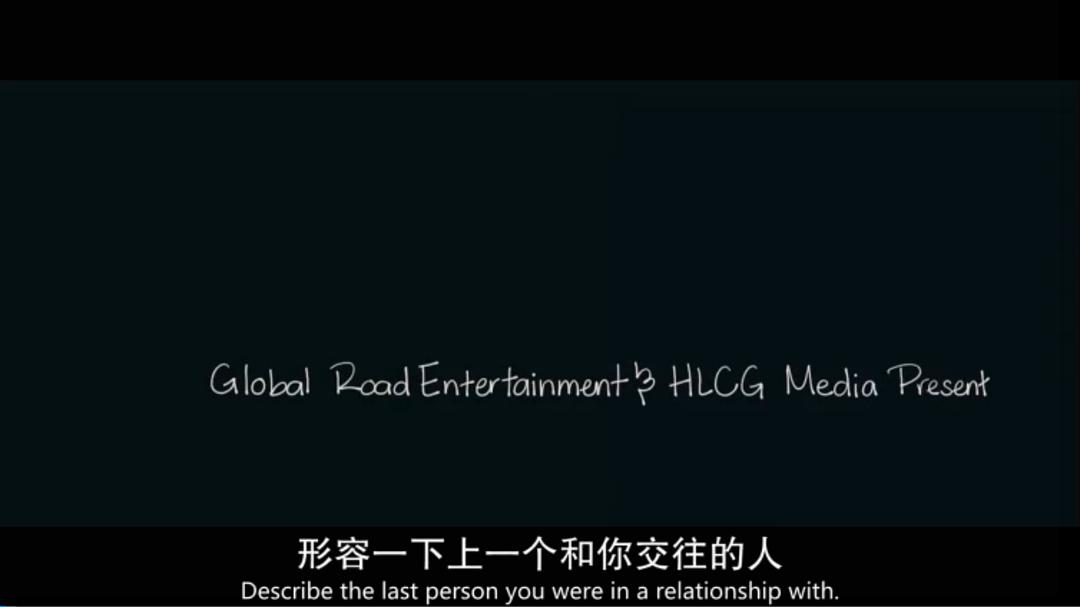 Global Road Entertainment & HLCG Media Present
形容一下上一个和你交往的人
Describe the last person you were in a relationship with.